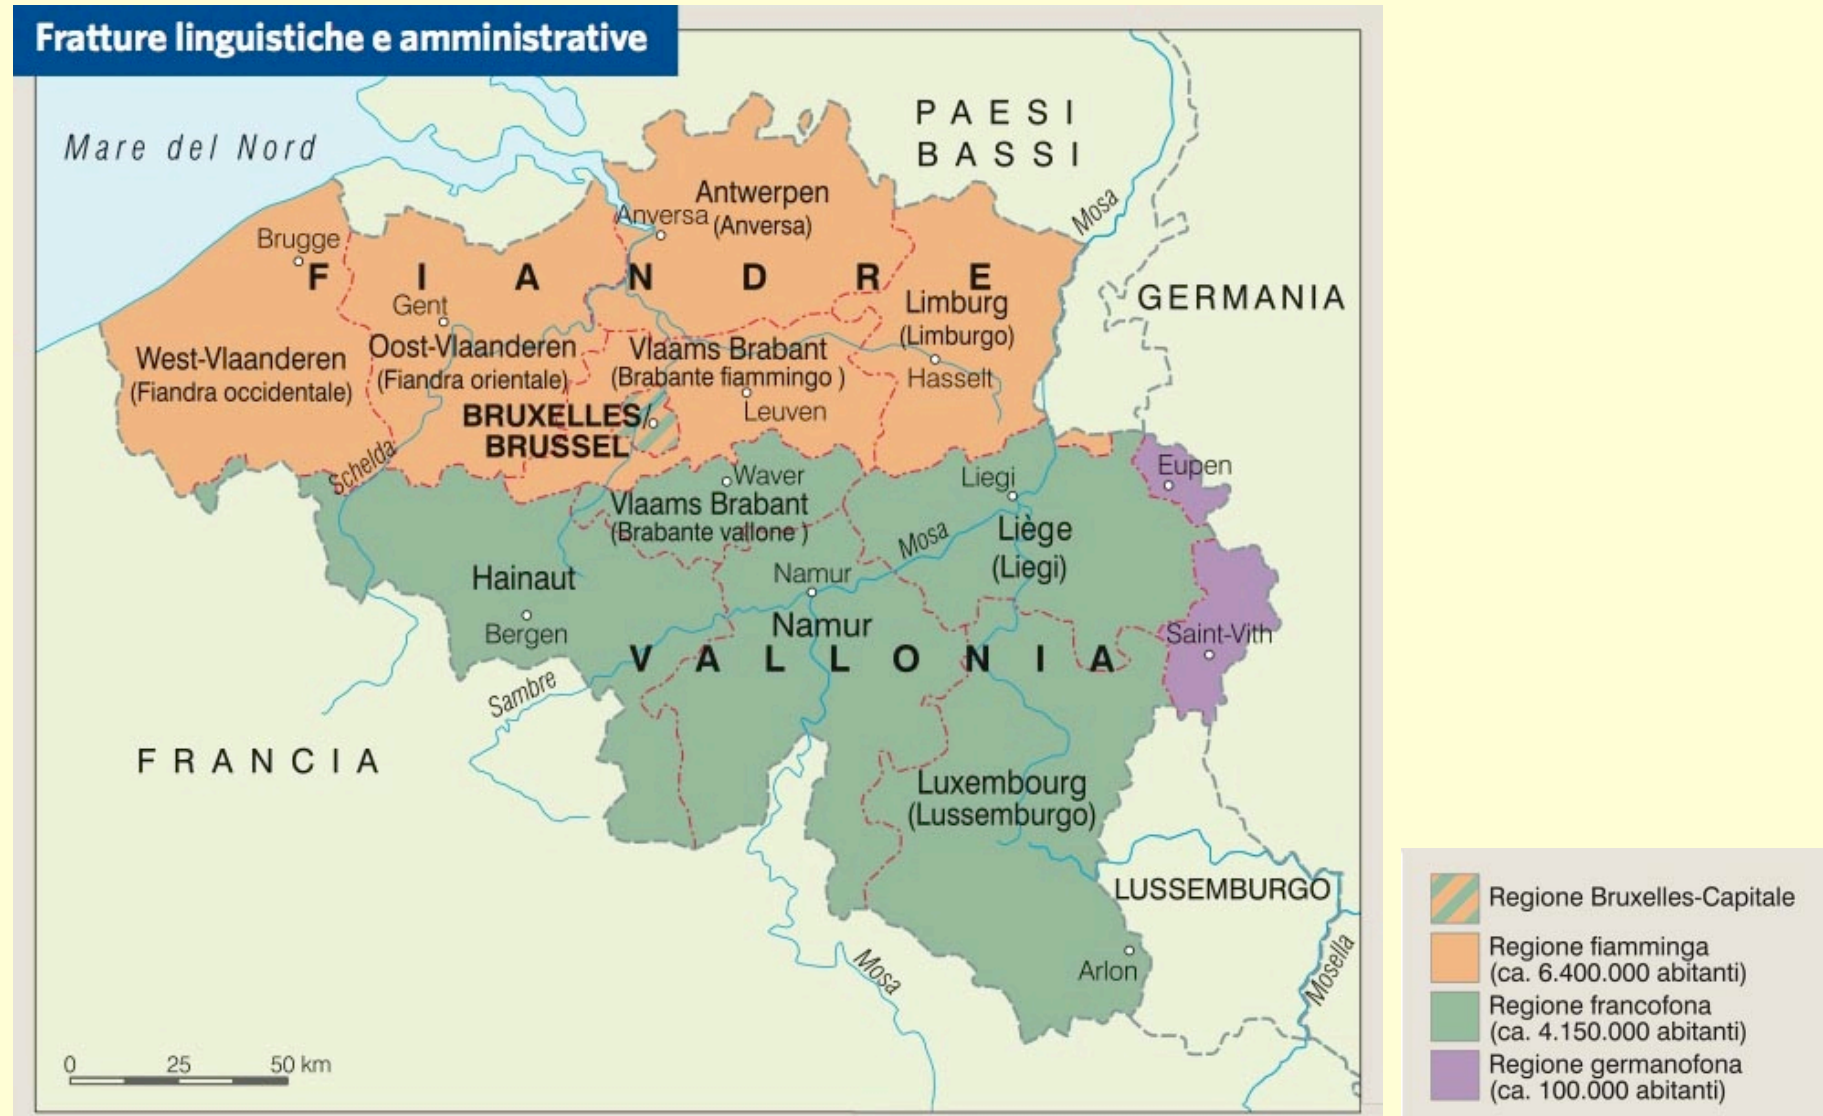 Fratture linguistiche e amministrative
Mare del Nord
PAESI
BASSI
Mosa
GERMANIA
Antwerpen
(Anversa)
Anversa
Brugge
FIANDRE
Gent
Limburg
(Limburgo)
Hasselt
West-Vlaanderen
(Fiandra occidentale)
Oost-Vlaanderen
(Fiandra orientale)
Vlaams Brabant
(Brabante fiammingo )
Leuven
BRUXELLES/
BRUSSEL
Schelda
Waver
Vlaams Brabant
(Brabante vallone )
Liegi
Eupen
Mosa
Liège
(Liegi)
Hainaut
Bergen
Namur
Namur
VALLONIA
Saint-Vith
Sambre
FRANCIA
Luxembourg
(Lussemburgo)
LUSSEMBURGO
Arlon
Mosa
Mosella
0 25 50 km
Regione Bruxelles-Capitale
Regione fiamminga
(ca. 6.400.000 abitanti)
Regione francofona
(ca. 4.150.000 abitanti)
Regione germanofona
(ca. 100.000 abitanti)